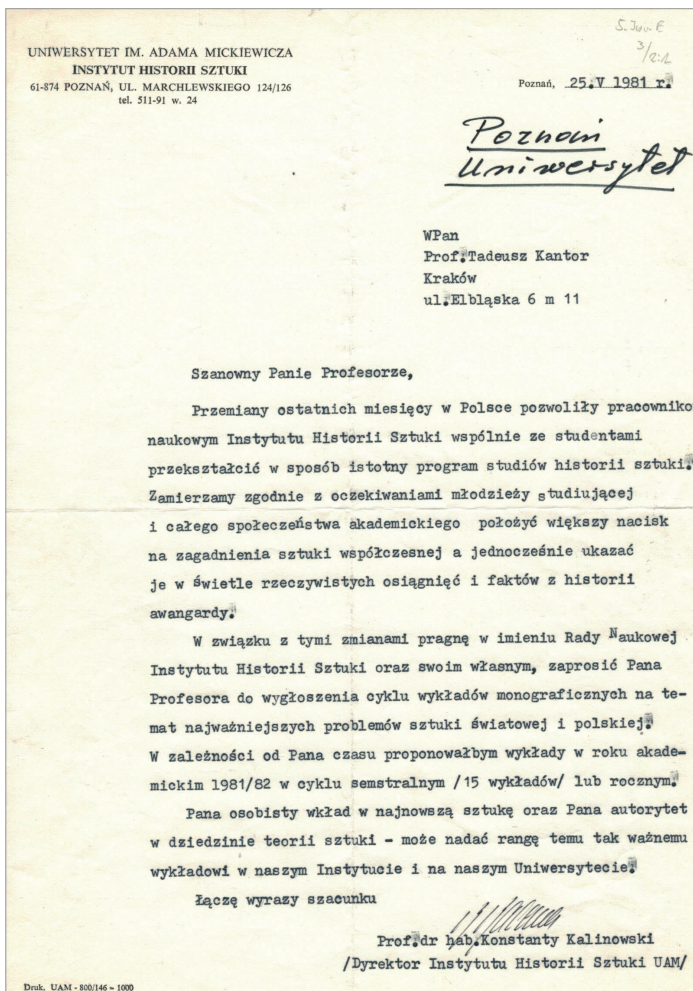 S. Juv. E
3/
UNIWERSYTET IM. ADAMA MICKIEWICZA
INSTYTUT HISTORII SZTUKI
61-874 POZNAŃ, UL. MARCHLEWSKIEGO 124/126
tel. 511-91 w. 24
Poznań, 25.V 1981 r.
Poznań
Uniwersytet
WPan
Prof.Tadeusz Kantor
Kraków
ul.Elbląska 6 m 11
Szanowny Panie Profesorze,
Przemiany ostatnich miesięcy w Polsce pozwoliły pracowniko
naukowym Instytutu Historii Sztuki wspólnie ze studentami
przekształcić w sposób istotny program studiów historii sztuki.
Zamierzamy zgodnie z oczekiwaniami młodzieży studiującej
i całego społeczeństwa akademickiego położyć większy nacisk
na zagadnienia sztuki współczesnej a jednocześnie ukazać
je w świetle rzeczywistych osiągnięć i faktów z historii
awangardy.
W związku z tymi zmianami pragnę w imieniu Rady Naukowej
Instytutu Historii Sztuki oraz swoim własnym, zaprosić Pana
Profesora do wygłoszenia cyklu wykładów monograficznych na te-
mat najważniejszych problemów sztuki światowej i polskiej.
W zależności od Pana czasu proponowałbym wykłady w roku akade-
mickim 1981/82 w cyklu semstralnym /15 wykładów/ lub rocznym.
Pana osobisty wkład w najnowszą sztukę oraz Pana autorytet
w dziedzinie teorii sztuki - może nadać rangę temu tak ważnemu
wykładowi w naszym Instytucie i na naszym Uniwersytecie.
Łączę wyrazy szacunku
Prof.dr hab.Konstanty Kalinowski
/Dyrektor Instytutu Historii Sztuki UAM/
Druk. UAM - 800/146 - 1000